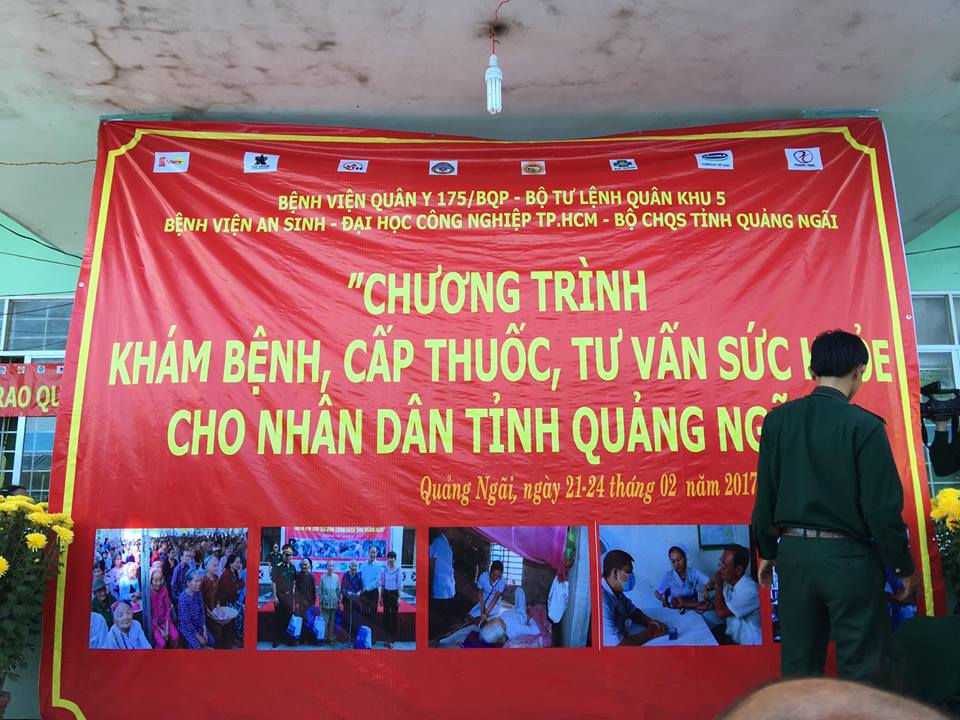 BỆNH VIỆN QUÂN Y 175/BQP - BỘ TƯ LỆNH QUÂN KHU 5
BỆNH VIỆN AN SINH - ĐẠI HỌC CÔNG NGHIỆP TP.HCM - BỘ CHQS TỈNH QUẢNG NGÃI
"CHƯƠNG TRÌNH
KHÁM BỆNH, CẤP THUỐC, TƯ VẤN SỨC
CHO NHÂN DÂN TỈNH QUẢNG
Quảng Ngãi, ngày 21-24 tháng 02 năm 2017
RAO QU